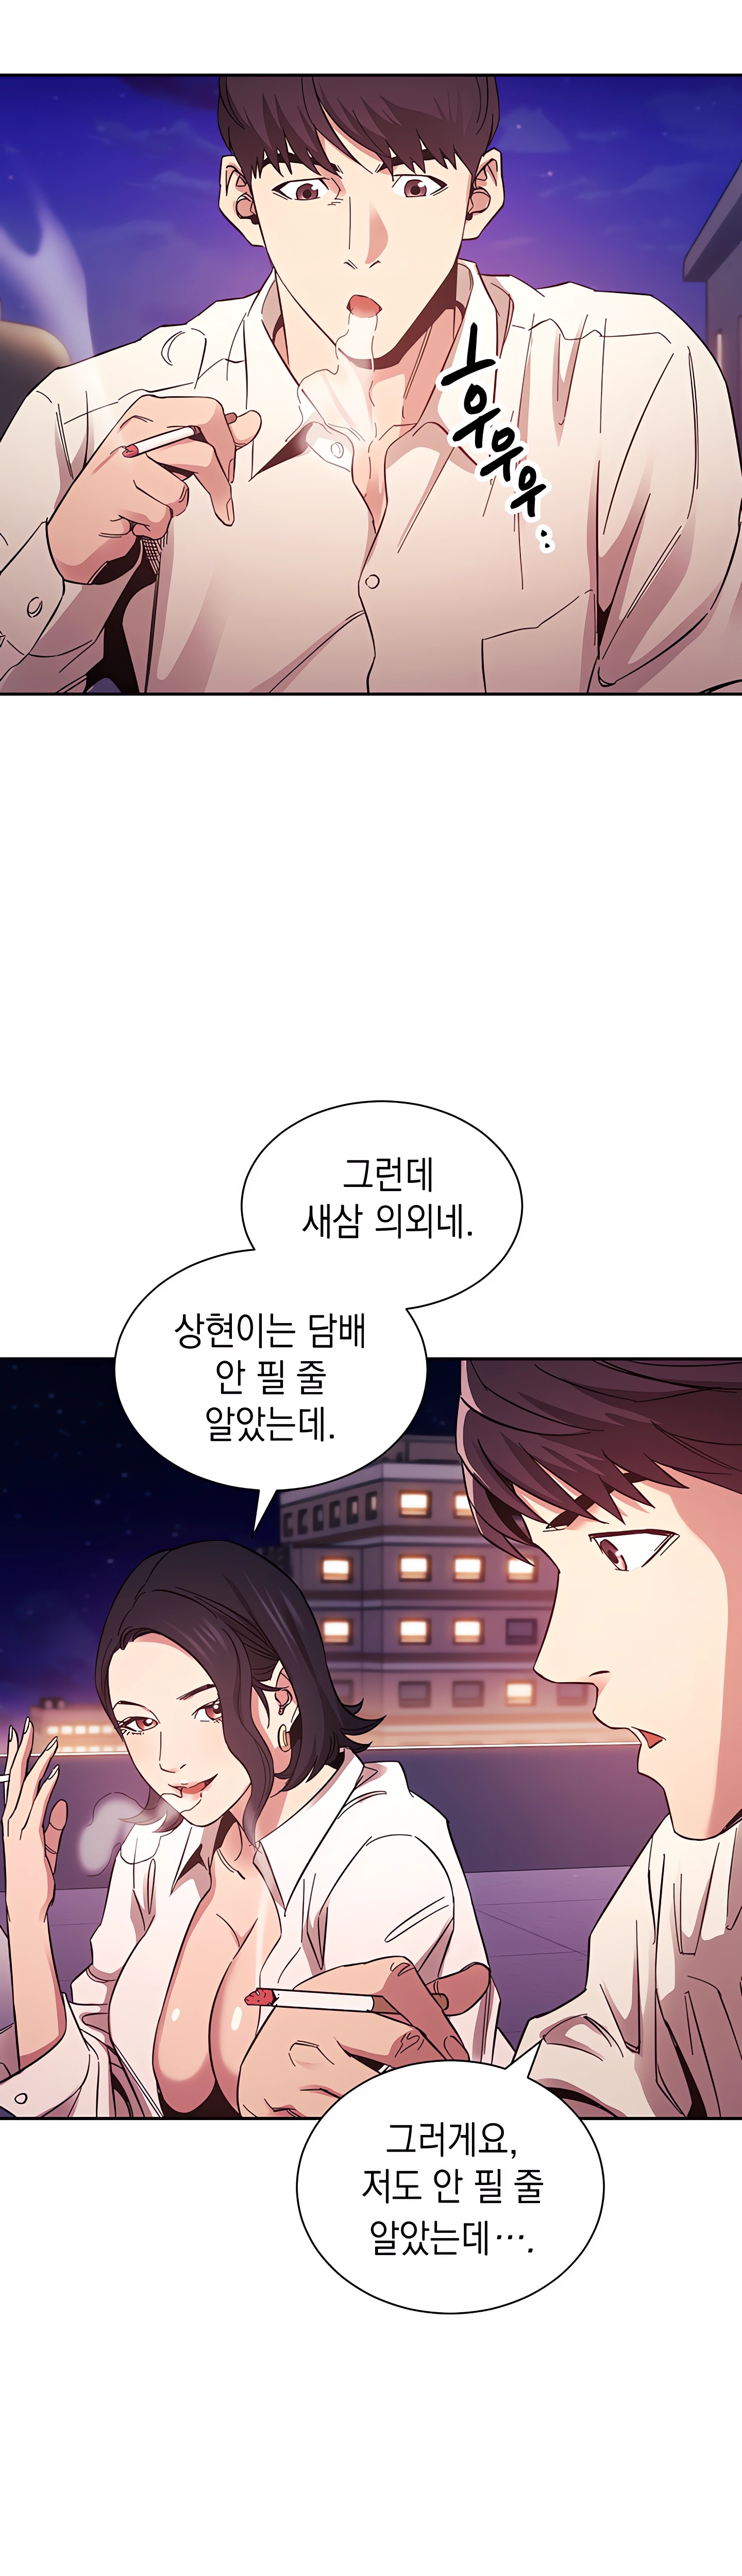 후우우우..
그런데
새삼 의외네.
상현이는 담배
안 필 줄
알았는데.
그러게요,
저도 안 필 줄
알았는데….